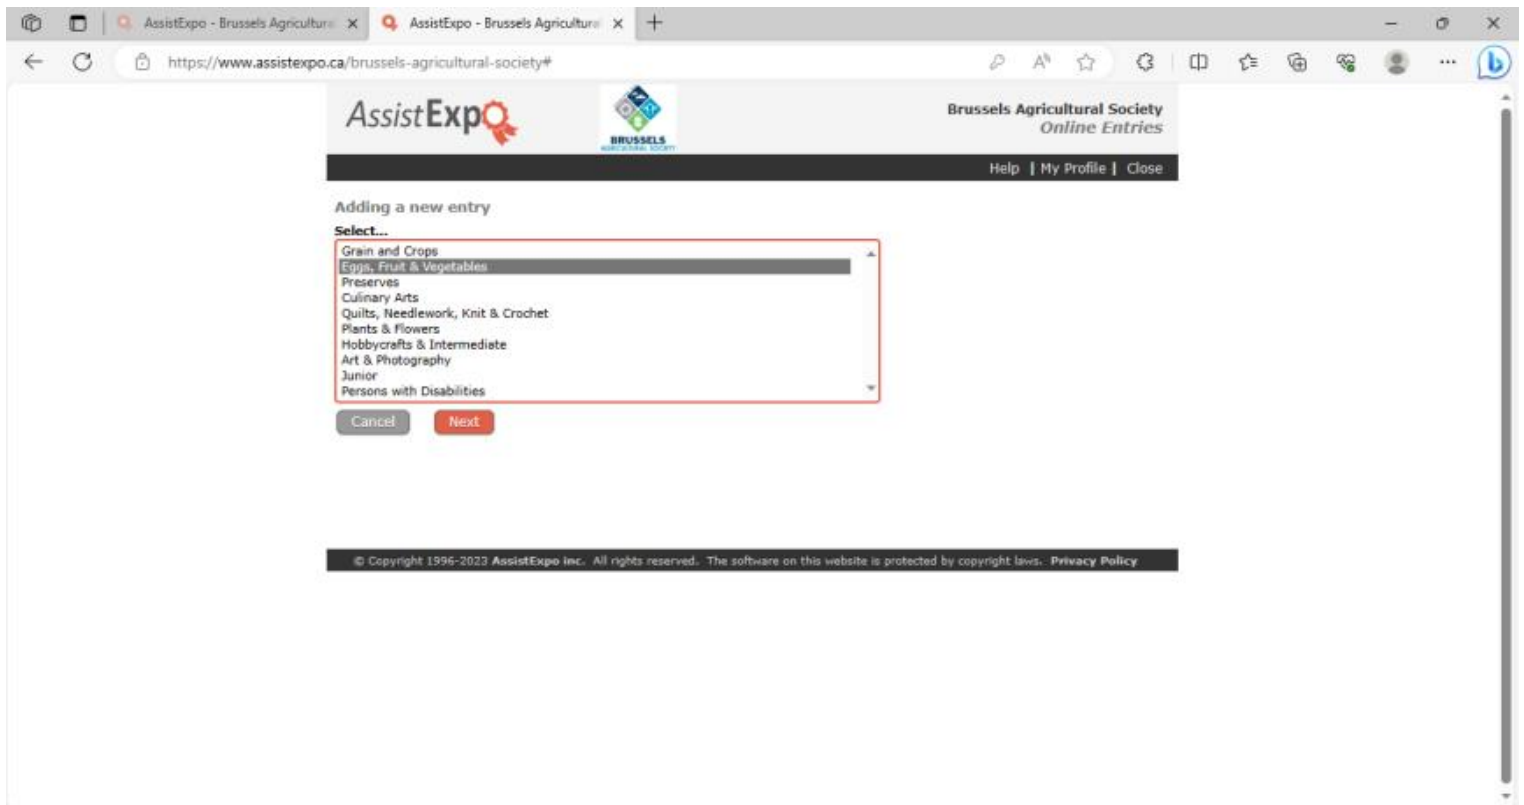 AssistExpo - Brussels Agricultur
AssistExpo - Brussels Agricultur
https://www.assistexpo.ca/brussels-agricultural-society#
AssistExpo
BRUSSELS
AGRICULTURAL SOCIETY
Brussels Agricultural Society
Online Entries
Help | My Profile | Close
Adding a new entry
Select...
Grain and Crops
Eggs, Fruit & Vegetables
Preserves
Culinary Arts
Quilts, Needlework, Knit & Crochet
Plants & Flowers
Hobbycrafts & Intermediate
Art & Photography
Junior
Persons with Disabilities
Cancel Next
© Copyright 1996-2023 AssistExpo inc. All rights reserved. The software on this website is protected by copyright laws. Privacy Policy